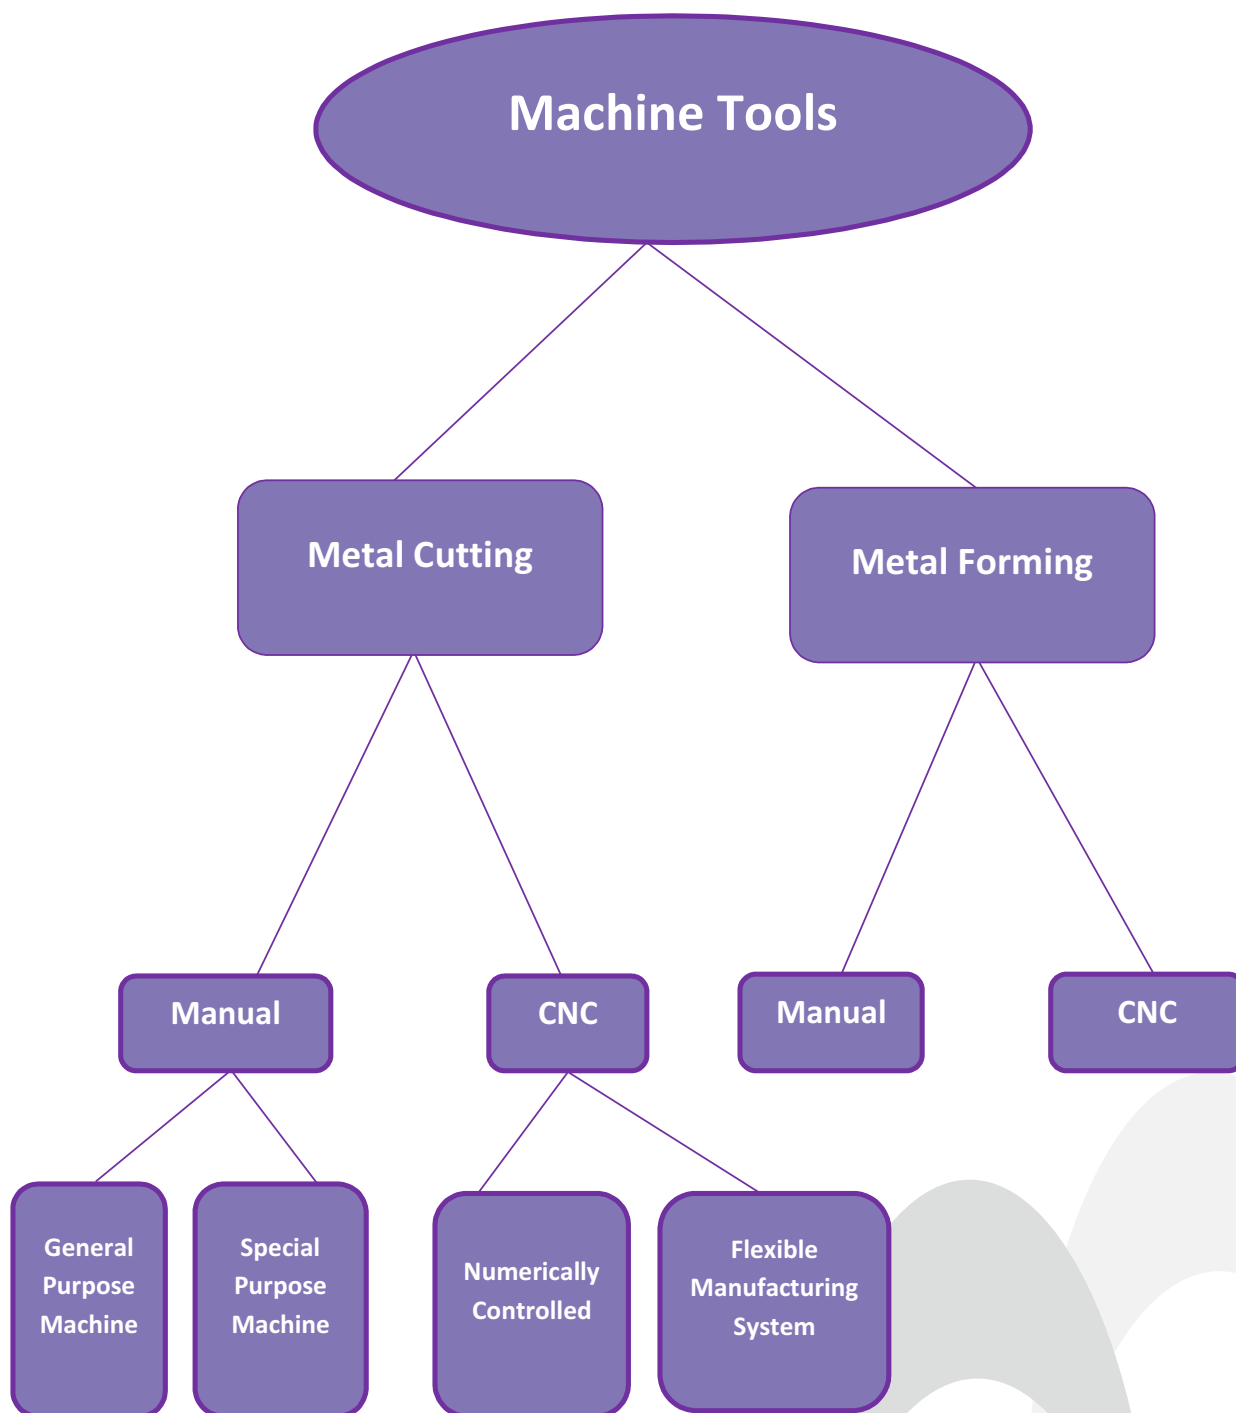 Machine Tools
Metal Cutting
Metal Forming
Manual
CNC
Manual
CNC
General
Purpose
Machine
Special
Purpose
Machine
Numerically
Controlled
Flexible
Manufacturing
System